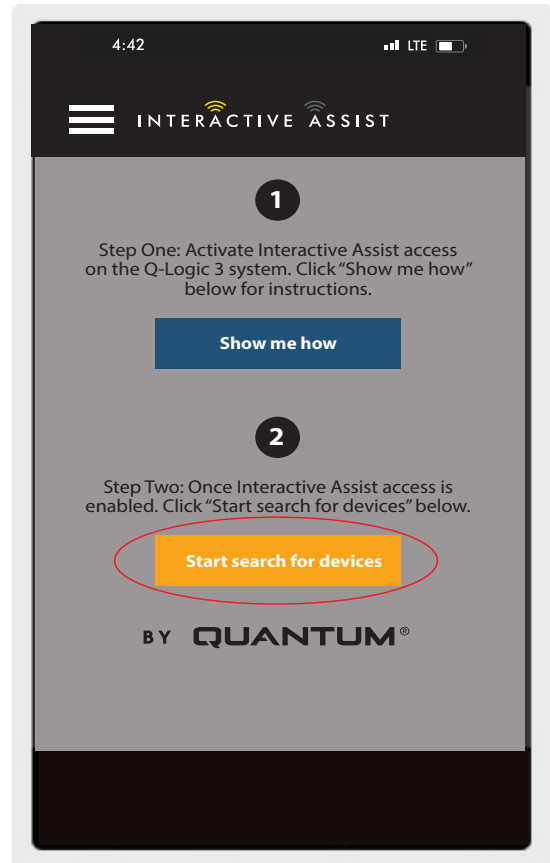 4:42
LTE
INTERACTIVE ASSIST
1
Step One: Activate Interactive Assist access
on the Q-Logic 3 system. Click “Show me how”
below for instructions.
Show me how
2
Step Two: Once Interactive Assist access is
enabled. Click “Start search for devices” below.
Start search for devices
BY QUANTUM®